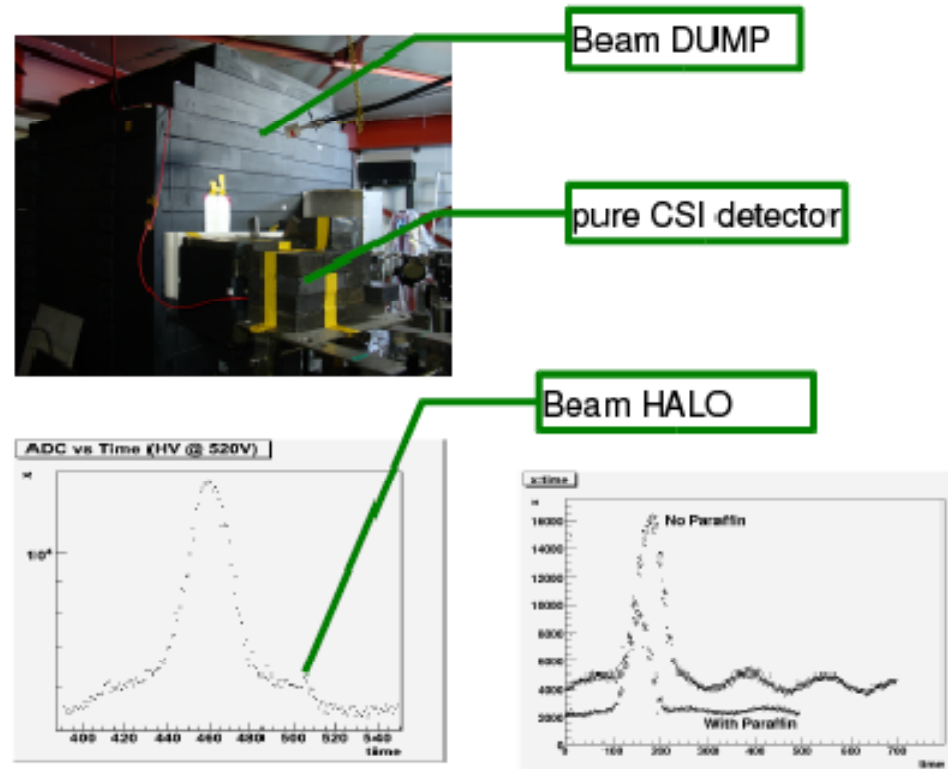 Beam DUMP
pure CSI detector
Beam HALO
ADC vs Time (HV @ 520V)
x
10⁴
400 420 440 460 480 500 520 540
time
x:time
x
16000
14000
12000
10000
8000
6000
4000
2000
0
0 100 200 300 400 500 600 700
time
No Paraffin
With Paraffin